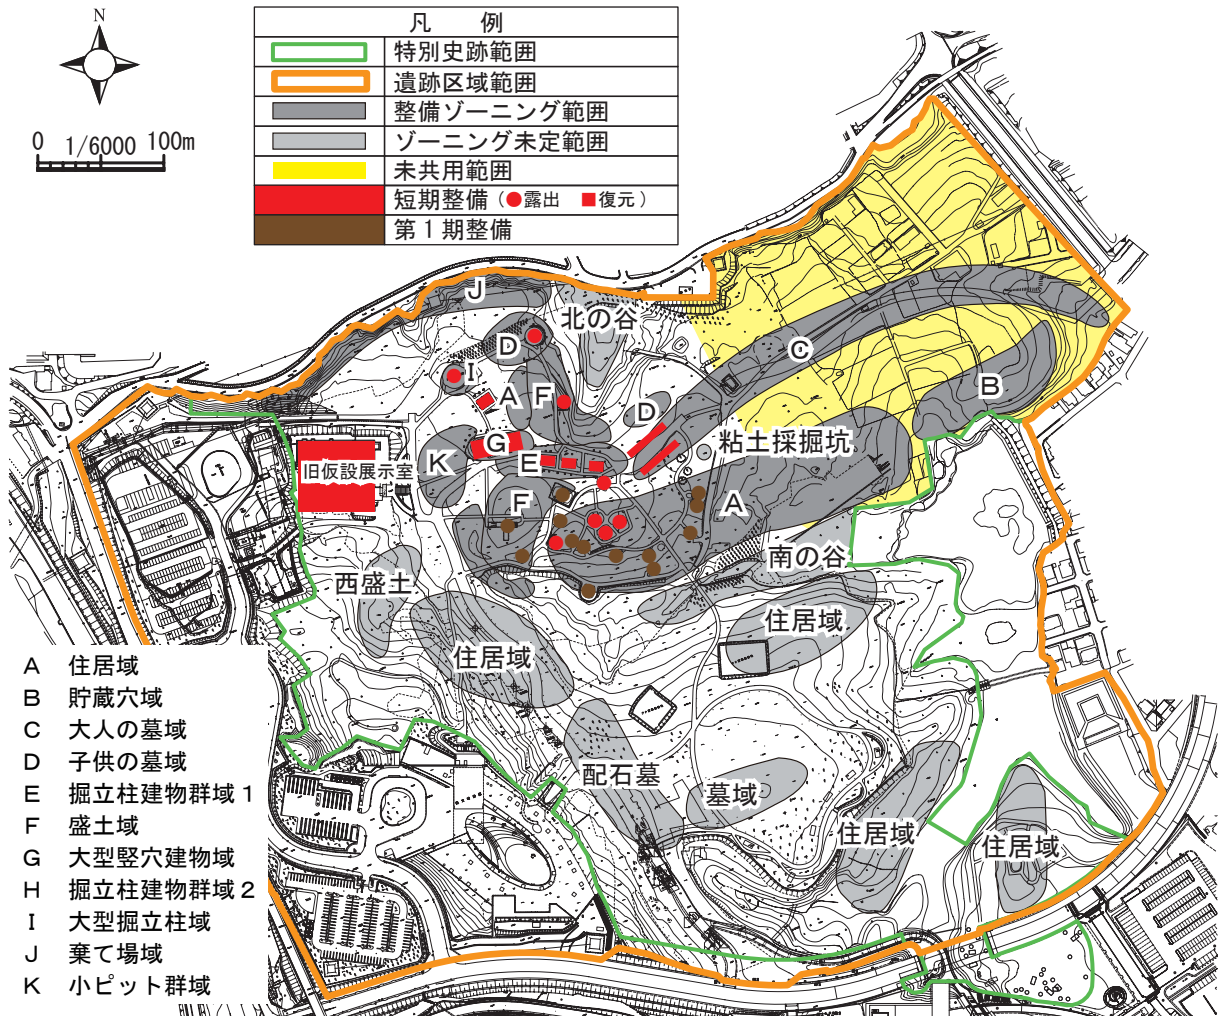 N
0 1/6000 100m
凡 例
特別史跡範囲
遺跡区域範囲
整備ゾーニング範囲
ゾーニング未定範囲
未共用範囲
短期整備（●露出 ■復元）
第１期整備
J
北の谷
D
I
A
F
C
D
B
粘土採掘坑
G
K
E
旧仮設展示室
F
A
南の谷
西盛土
住居域
住居域
配石墓
墓域
住居域
住居域
A 住居域
B 貯蔵穴域
C 大人の墓域
D 子供の墓域
E 掘立柱建物群域１
F 盛土域
G 大型竪穴建物域
H 掘立柱建物群域２
I 大型掘立柱域
J 棄て場域
K 小ピット群域